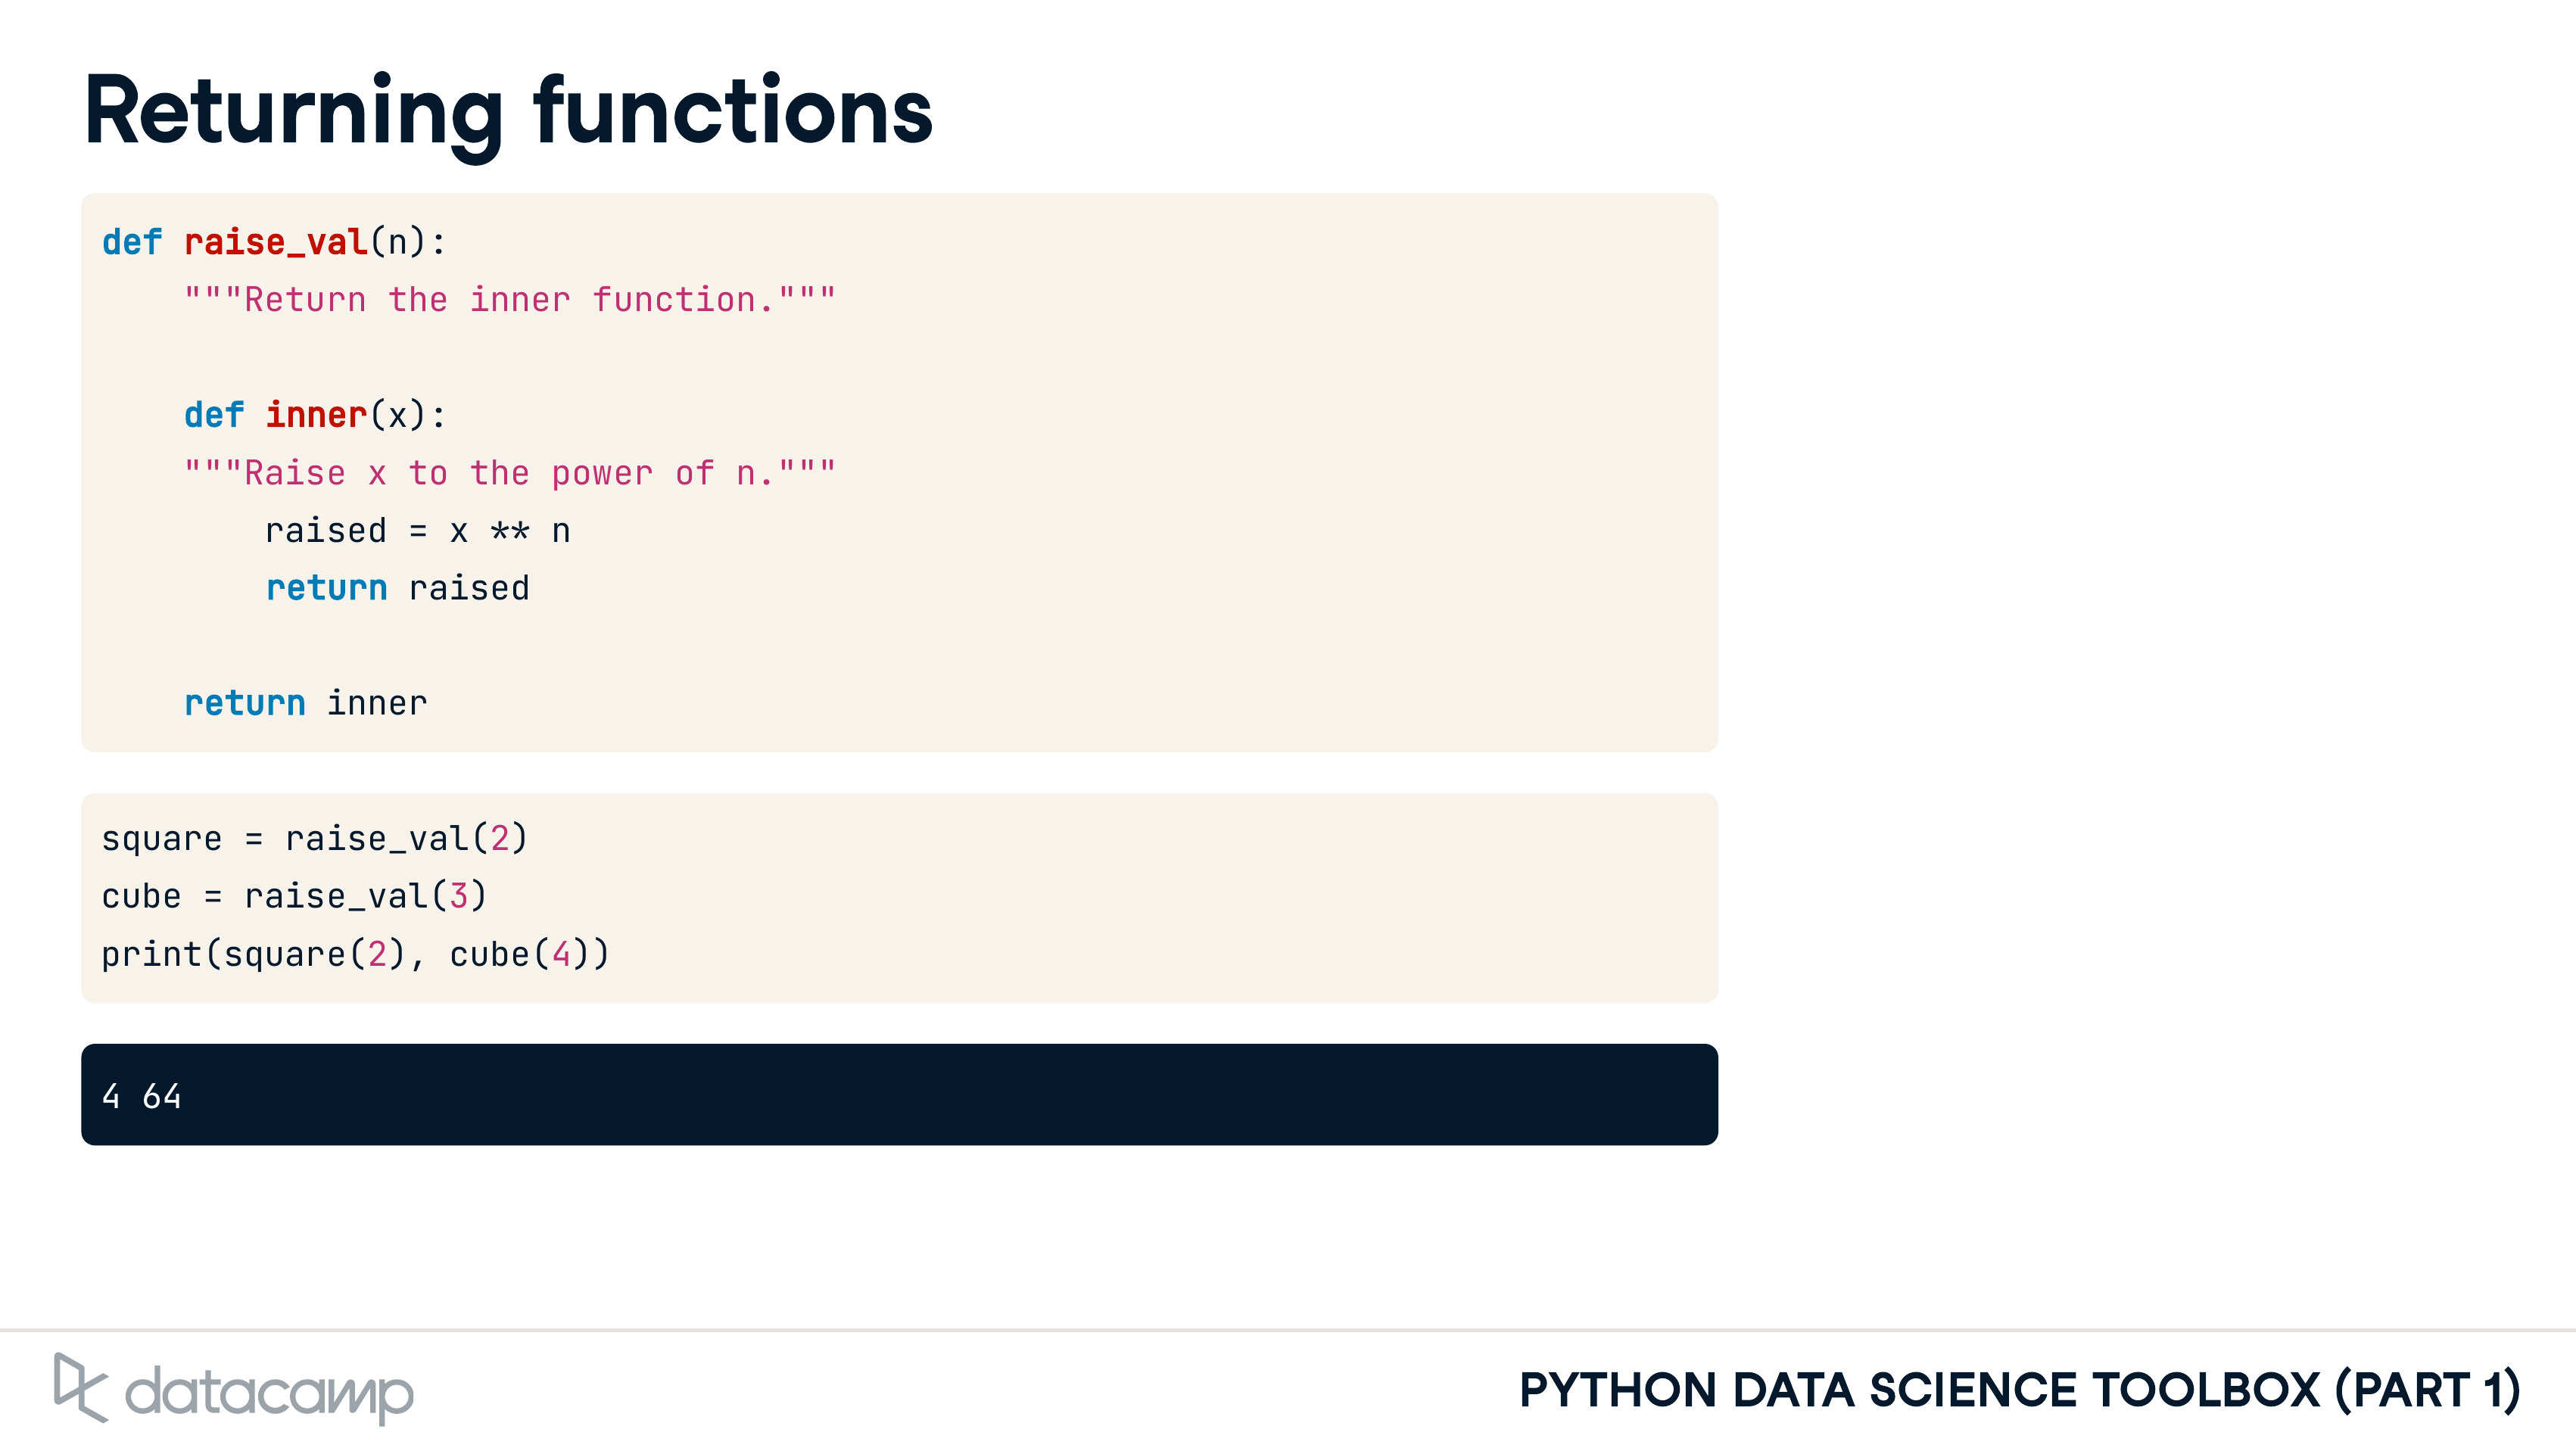 Returning functions
def raise_val(n):
    """Return the inner function."""
    def inner(x):
    """Raise x to the power of n."""
        raised = x ** n
        return raised
    return inner
square = raise_val(2)
cube = raise_val(3)
print(square(2), cube(4))
4 64
datacamp
PYTHON DATA SCIENCE TOOLBOX (PART 1)